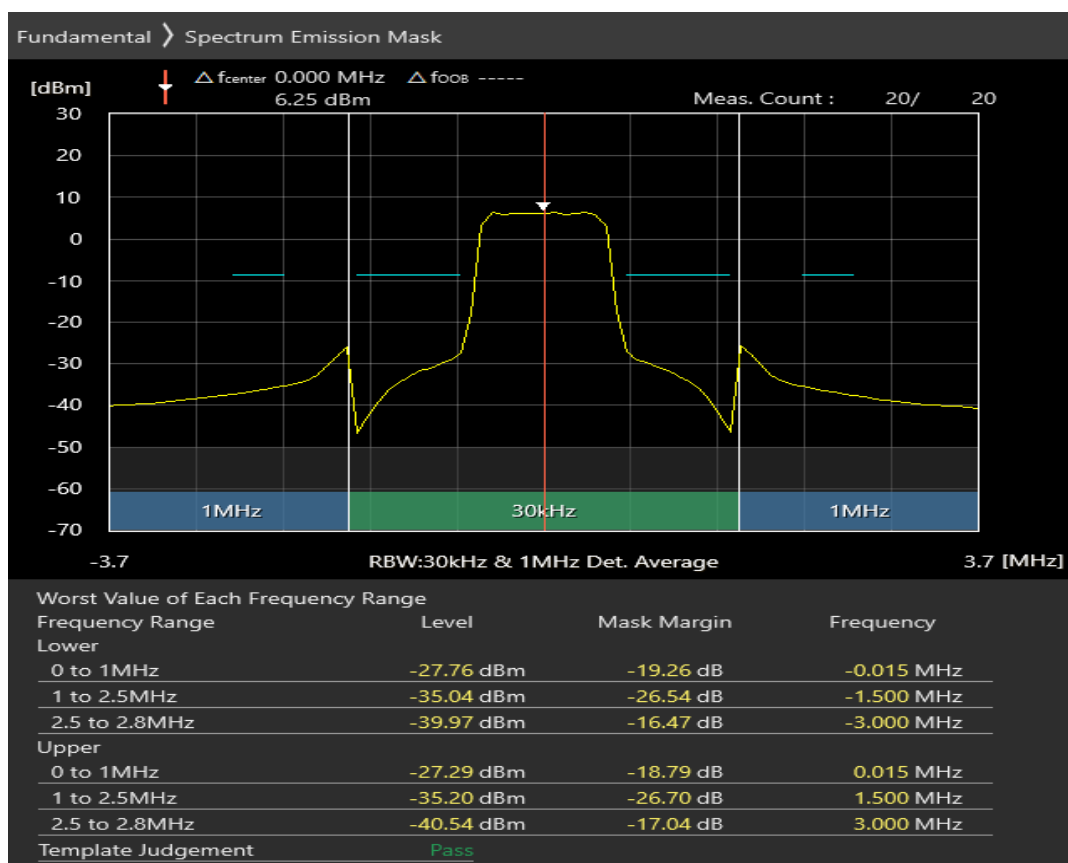 Fundamental 〉 Spectrum Emission Mask
△ fcenter 0.000 MHz △ fOOB -----
[dBm]
6.25 dBm Meas. Count : 20/ 20
30
20
10
0
-10
-20
-30
-40
-50
-60
1MHz 30kHz 1MHz
-70
-3.7 RBW:30kHz & 1MHz Det. Average 3.7 [MHz]
Worst Value of Each Frequency Range
Frequency Range Level Mask Margin Frequency
Lower
0 to 1MHz -27.76 dBm -19.26 dB -0.015 MHz
1 to 2.5MHz -35.04 dBm -26.54 dB -1.500 MHz
2.5 to 2.8MHz -39.97 dBm -16.47 dB -3.000 MHz
Upper
0 to 1MHz -27.29 dBm -18.79 dB 0.015 MHz
1 to 2.5MHz -35.20 dBm -26.70 dB 1.500 MHz
2.5 to 2.8MHz -40.54 dBm -17.04 dB 3.000 MHz
Template Judgement Pass